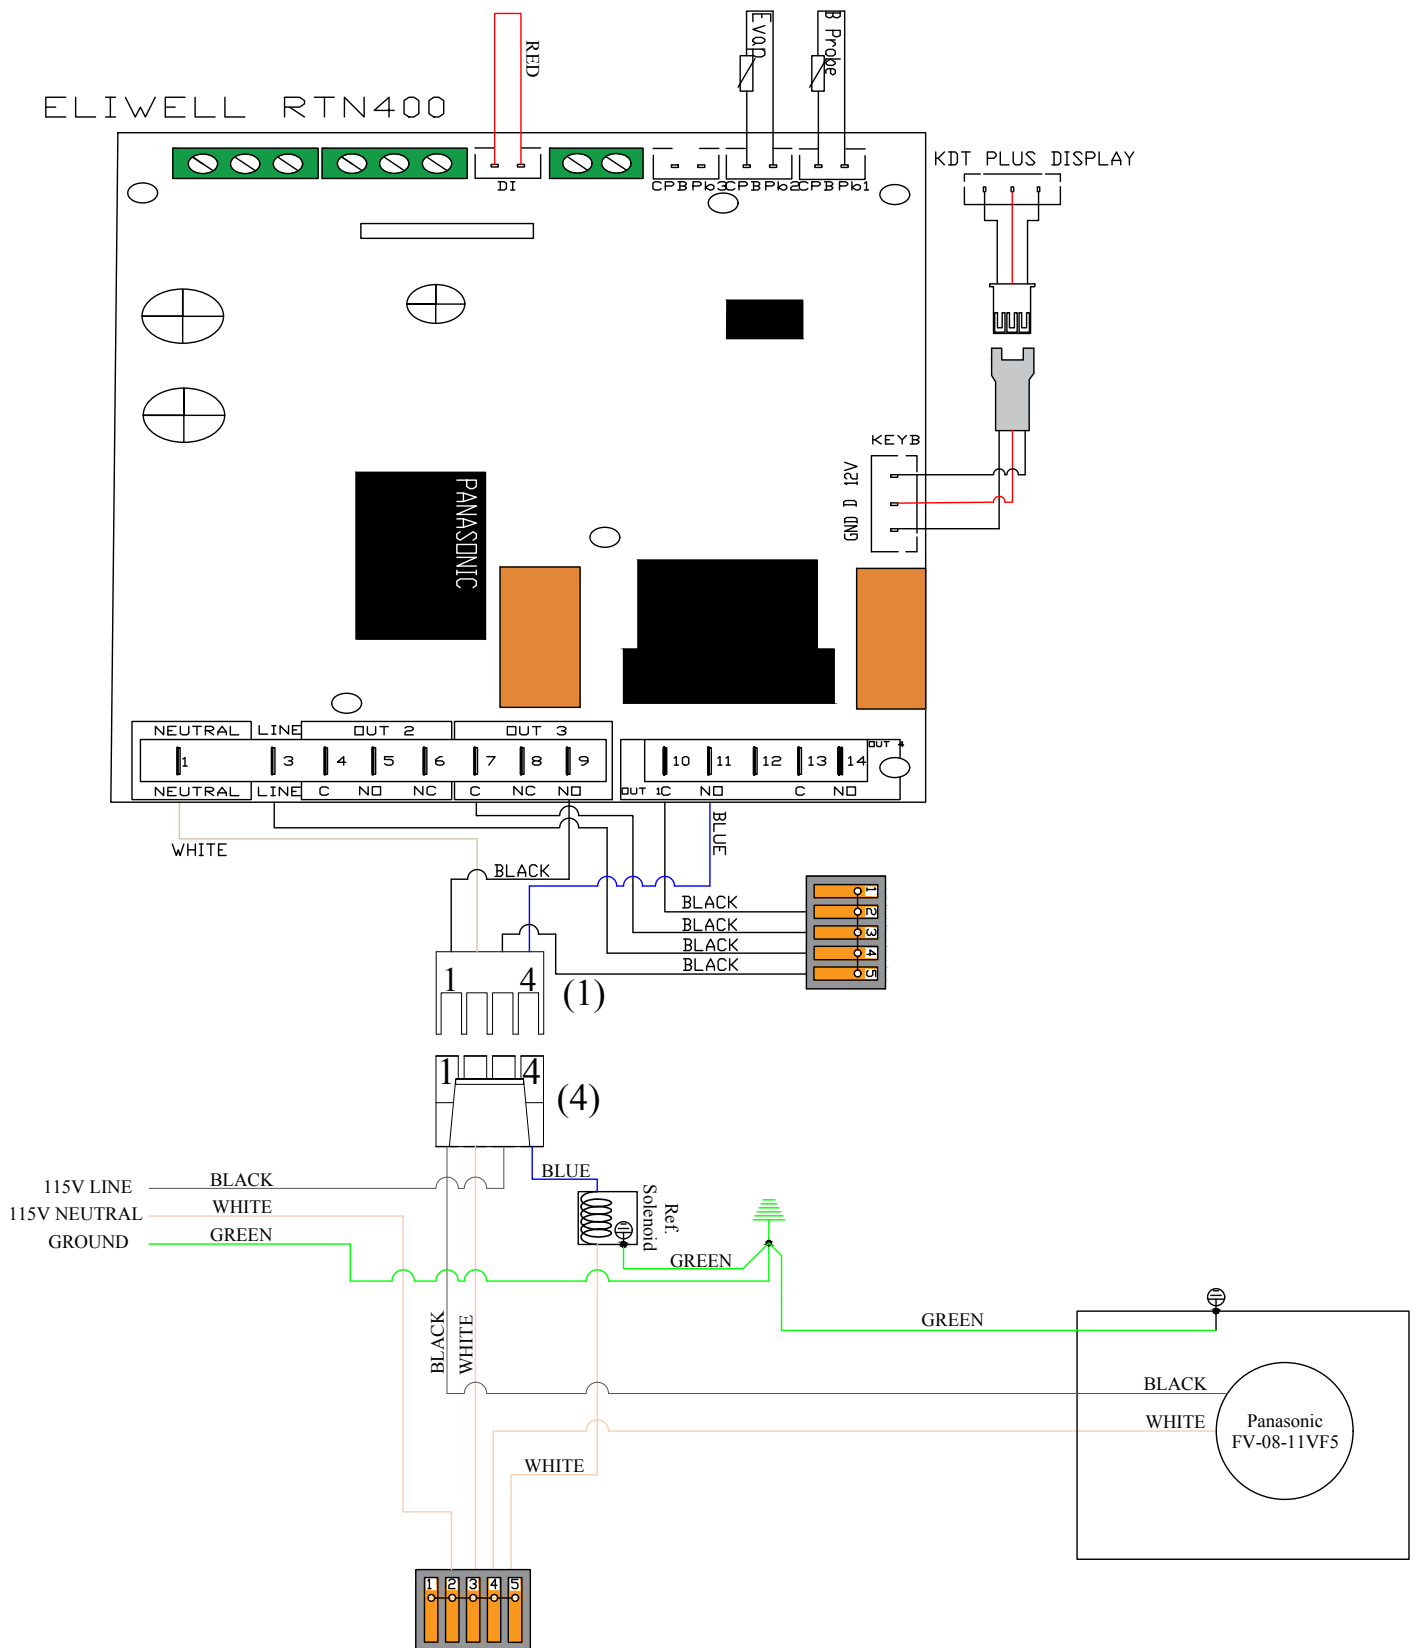 RED
Evap
B Probe
ELIWELL RTN400
DI
CPB Pb3 CPB Pb2 CPB Pb1
KDT PLUS DISPLAY
KEYB
GND D 12V
PANASONIC
NEUTRAL LINE OUT 2 OUT 3
OUT 4
1 3 4 5 6 7 8 9 10 11 12 13 14
NEUTRAL LINE C NO NC C NC NO OUT 1 C NO C NO
WHITE
BLUE
BLACK
BLACK
BLACK
BLACK
BLACK
1
2
3
4
5
1 4 (1)
1 4 (4)
115V LINE BLACK
115V NEUTRAL WHITE
GROUND GREEN
BLUE
Ref.
Solenoid
GREEN
GREEN
BLACK
WHITE
BLACK
WHITE
Panasonic
FV-08-11VF5
WHITE
1 2 3 4 5